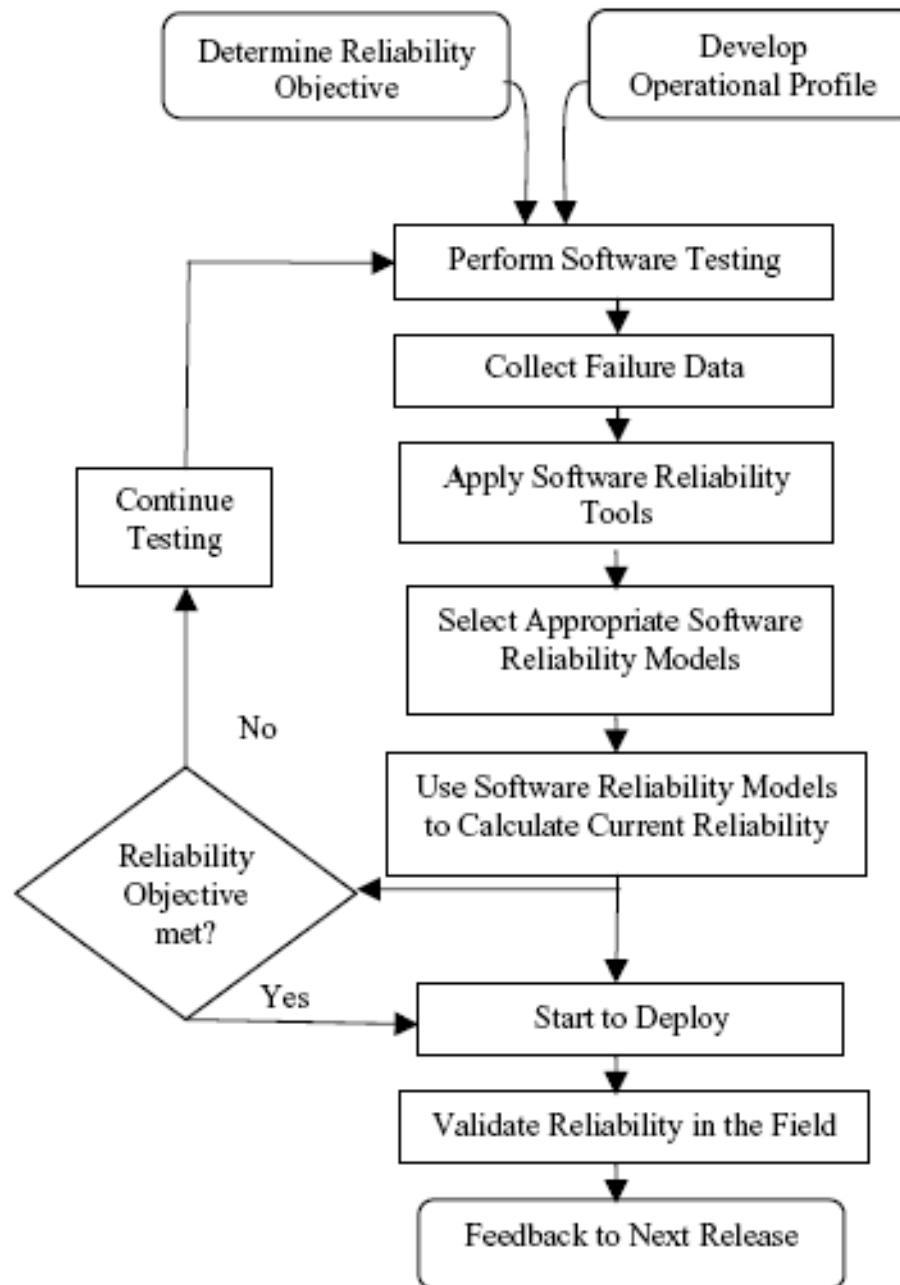 Determine Reliability
Objective
Develop
Operational Profile
Perform Software Testing
Collect Failure Data
Apply Software Reliability
Tools
Continue
Testing
Select Appropriate Software
Reliability Models
No
Use Software Reliability Models
to Calculate Current Reliability
Reliability
Objective
met?
Yes
Start to Deploy
Validate Reliability in the Field
Feedback to Next Release